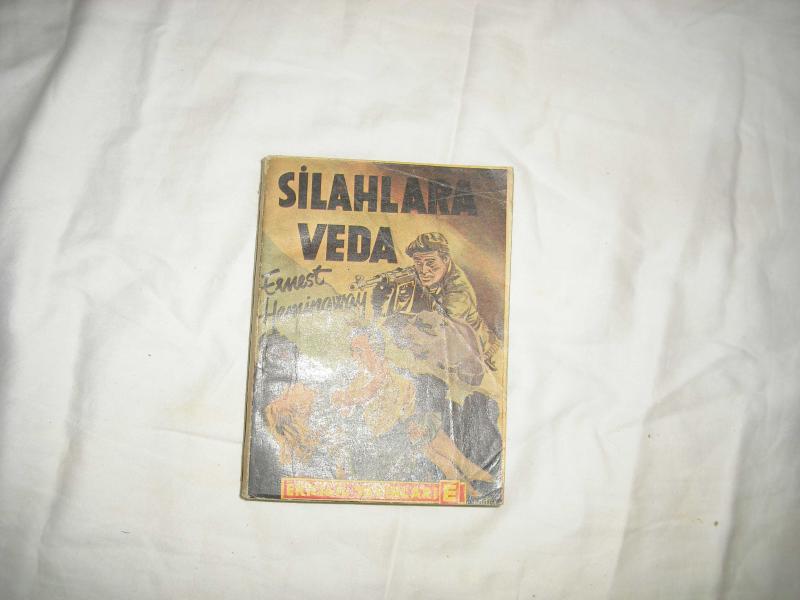 SİLAHLARA
VEDA
Ernest
Hemingway
E